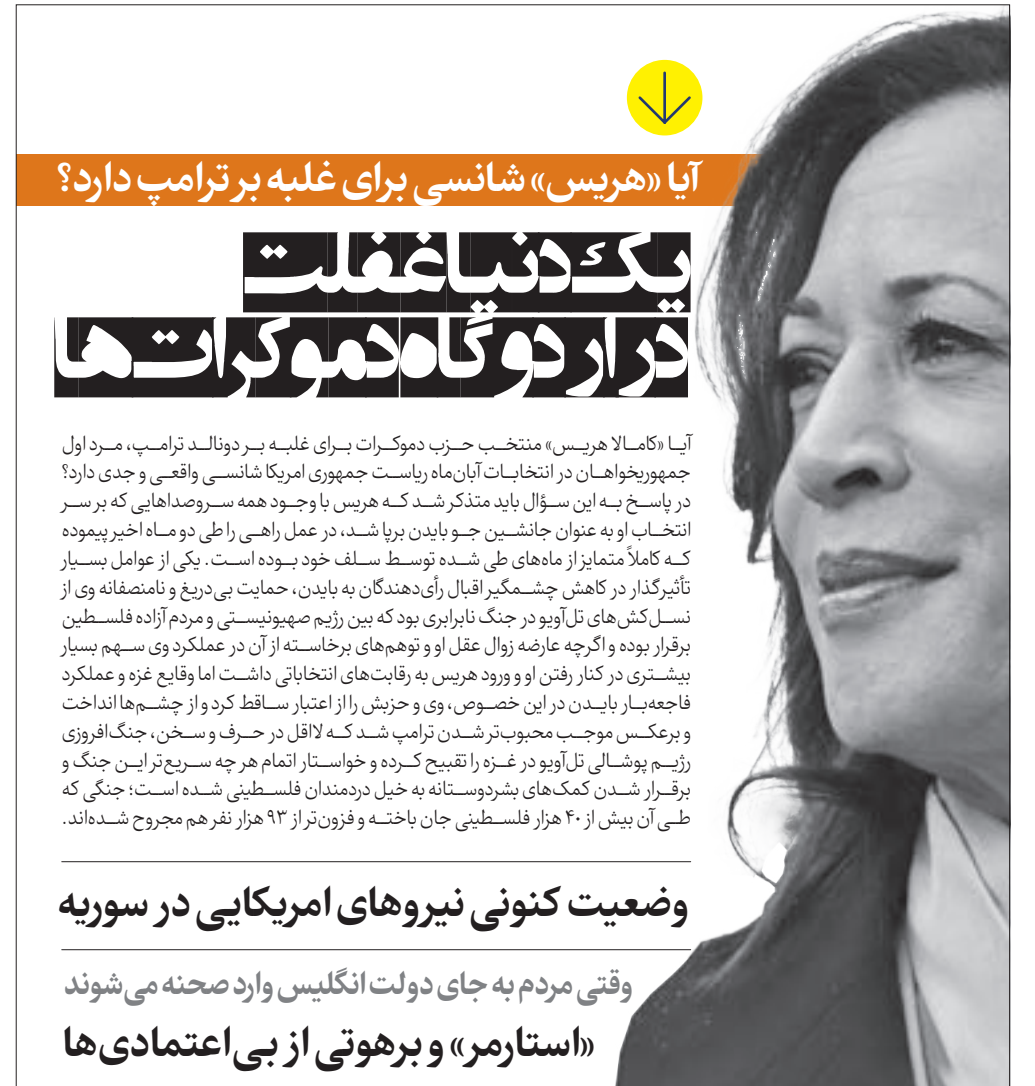 آیا «هریس» شانسی برای غلبه بر ترامپ دارد؟
یک دنیا غفلت
در اردوگاه دموکرات‌ها
آیا «کامالا هریس» منتخب حزب دموکرات برای غلبه بر دونالد ترامپ، مرد اول
جمهوریخواهان در انتخابات آبان‌ماه ریاست جمهوری امریکا شانسی واقعی و جدی دارد؟
در پاسخ به این سؤال باید متذکر شد که هریس با وجود همه سروصداهایی که بر سر
انتخاب او به عنوان جانشین جو بایدن برپا شد، در عمل راهی را طی دو ماه اخیر پیموده
که کاملاً متمایز از ماه‌های طی شده توسط سلف خود بوده است. یکی از عوامل بسیار
تأثیرگذار در کاهش چشمگیر اقبال رأی‌دهندگان به بایدن، حمایت بی‌دریغ و نامنصفانه وی از
نسل‌کش‌های تل‌آویو در جنگ نابرابری بود که بین رژیم صهیونیستی و مردم آزاده فلسطین
برقرار بوده و اگرچه عارضه زوال عقل او و توهم‌های برخاسته از آن در عملکرد وی سهم بسیار
بیشتری در کنار رفتن او و ورود هریس به رقابت‌های انتخاباتی داشت اما وقایع غزه و عملکرد
فاجعه‌بار بایدن در این خصوص، وی و حزبش را از اعتبار ساقط کرد و از چشم‌ها انداخت
و برعکس موجب محبوب‌تر شدن ترامپ شد که لااقل در حرف و سخن، جنگ‌افروزی
رژیم پوشالی تل‌آویو در غزه را تقبیح کرده و خواستار اتمام هر چه سریع‌تر این جنگ و
برقرار شدن کمک‌های بشردوستانه به خیل دردمندان فلسطینی شده است؛ جنگی که
طی آن بیش از ۴۰ هزار فلسطینی جان باخته و فزون‌تر از ۹۳ هزار نفر هم مجروح شده‌اند.
وضعیت کنونی نیروهای امریکایی در سوریه
وقتی مردم به جای دولت انگلیس وارد صحنه می‌شوند
«استارمر» و برهوتی از بی‌اعتمادی‌ها